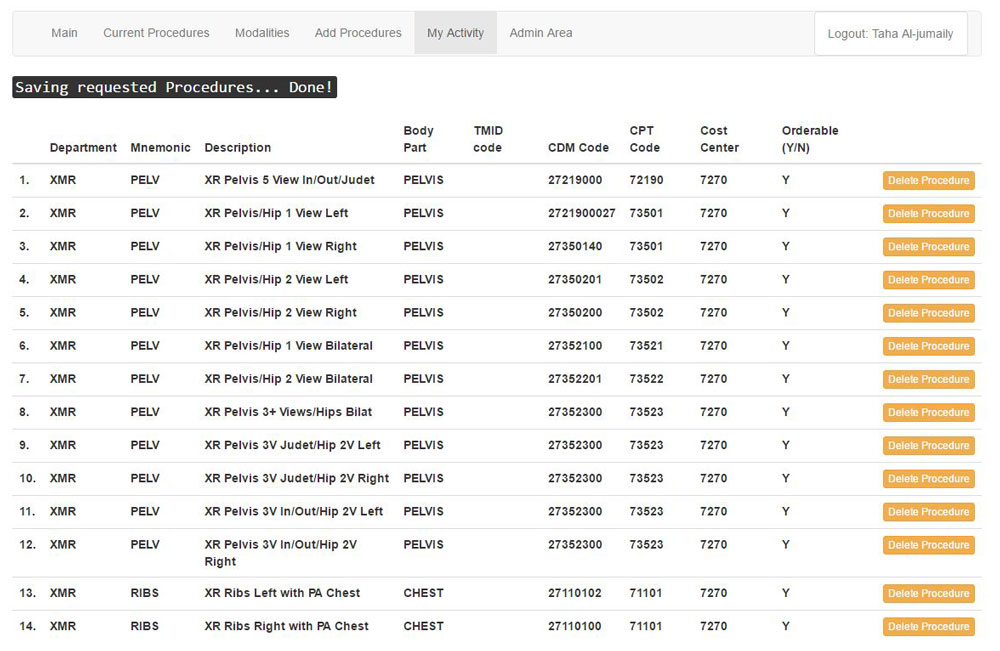 Main Current Procedures Modalities Add Procedures My Activity Admin Area Logout: Taha Al-jumaily
Saving requested Procedures... Done!
Department Mnemonic Description Body Part TMID code CDM Code CPT Code Cost Center Orderable (Y/N)
1. XMR PELV XR Pelvis 5 View In/Out/Judet PELVIS 27219000 72190 7270 Y Delete Procedure
2. XMR PELV XR Pelvis/Hip 1 View Left PELVIS 2721900027 73501 7270 Y Delete Procedure
3. XMR PELV XR Pelvis/Hip 1 View Right PELVIS 27350140 73501 7270 Y Delete Procedure
4. XMR PELV XR Pelvis/Hip 2 View Left PELVIS 27350201 73502 7270 Y Delete Procedure
5. XMR PELV XR Pelvis/Hip 2 View Right PELVIS 27350200 73502 7270 Y Delete Procedure
6. XMR PELV XR Pelvis/Hip 1 View Bilateral PELVIS 27352100 73521 7270 Y Delete Procedure
7. XMR PELV XR Pelvis/Hip 2 View Bilateral PELVIS 27352201 73522 7270 Y Delete Procedure
8. XMR PELV XR Pelvis 3+ Views/Hips Bilat PELVIS 27352300 73523 7270 Y Delete Procedure
9. XMR PELV XR Pelvis 3V Judet/Hip 2V Left PELVIS 27352300 73523 7270 Y Delete Procedure
10. XMR PELV XR Pelvis 3V Judet/Hip 2V Right PELVIS 27352300 73523 7270 Y Delete Procedure
11. XMR PELV XR Pelvis 3V In/Out/Hip 2V Left PELVIS 27352300 73523 7270 Y Delete Procedure
12. XMR PELV XR Pelvis 3V In/Out/Hip 2V PELVIS 27352300 73523 7270 Y Delete Procedure
Right
13. XMR RIBS XR Ribs Left with PA Chest CHEST 27110102 71101 7270 Y Delete Procedure
14. XMR RIBS XR Ribs Right with PA Chest CHEST 27110100 71101 7270 Y Delete Procedure